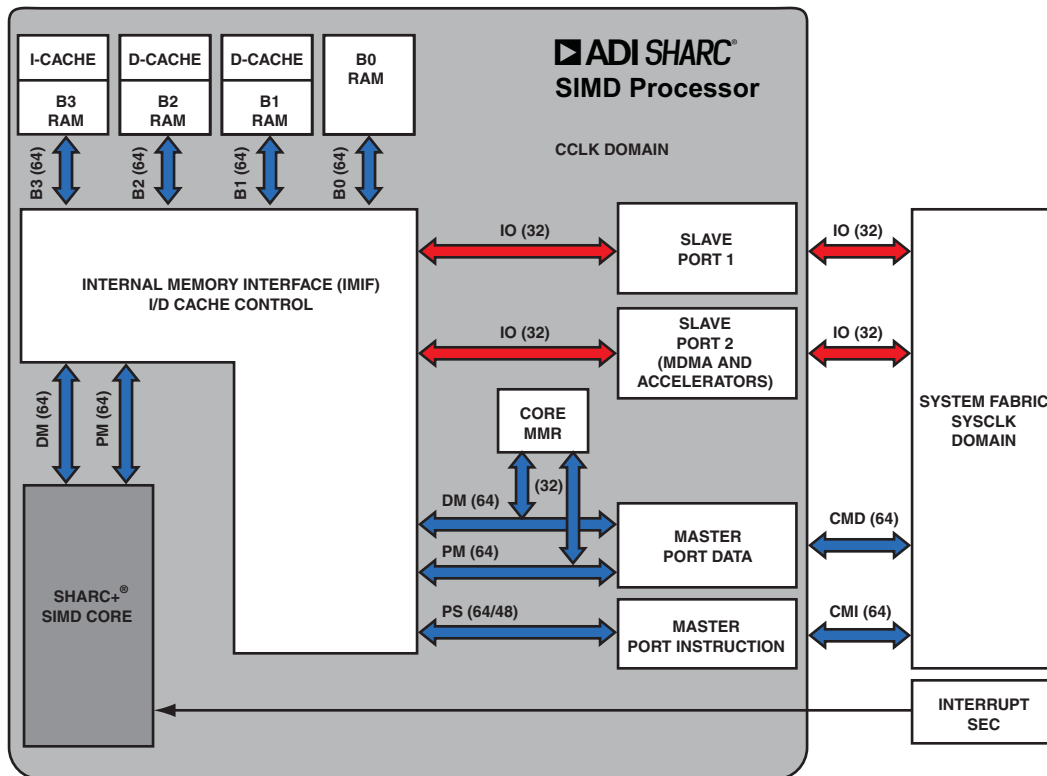 ADI SHARC®
SIMD Processor
CCLK DOMAIN
I-CACHE
B3
RAM
D-CACHE
B2
RAM
D-CACHE
B1
RAM
B0
RAM
B3 (64)
B2 (64)
B1 (64)
B0 (64)
INTERNAL MEMORY INTERFACE (IMIF)
I/D CACHE CONTROL
IO (32)
SLAVE
PORT 1
IO (32)
IO (32)
SLAVE
PORT 2
(MDMA AND
ACCELERATORS)
IO (32)
SYSTEM FABRIC
SYSCLK
DOMAIN
DM (64)
PM (64)
CORE
MMR
(32)
DM (64)
PM (64)
MASTER
PORT DATA
CMD (64)
PS (64/48)
MASTER
PORT INSTRUCTION
CMI (64)
SHARC+®
SIMD CORE
INTERRUPT
SEC